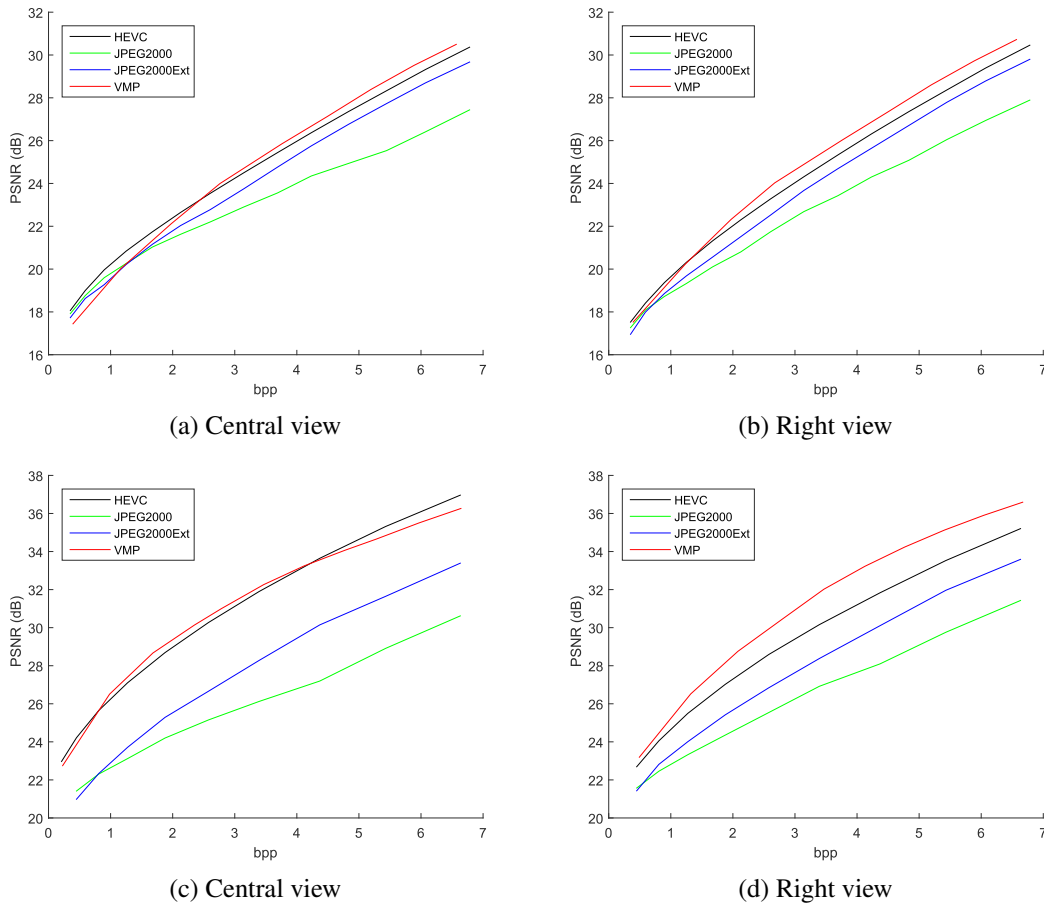 32
30
28
26
24
22
20
18
16
PSNR (dB)
HEVC
JPEG2000
JPEG2000Ext
VMP
0 1 2 3 4 5 6 7
bpp
(a) Central view
32
30
28
26
24
22
20
18
16
PSNR (dB)
HEVC
JPEG2000
JPEG2000Ext
VMP
0 1 2 3 4 5 6 7
bpp
(b) Right view
38
36
34
32
30
28
26
24
22
20
PSNR (dB)
HEVC
JPEG2000
JPEG2000Ext
VMP
0 1 2 3 4 5 6 7
bpp
(c) Central view
38
36
34
32
30
28
26
24
22
20
PSNR (dB)
HEVC
JPEG2000
JPEG2000Ext
VMP
0 1 2 3 4 5 6 7
bpp
(d) Right view